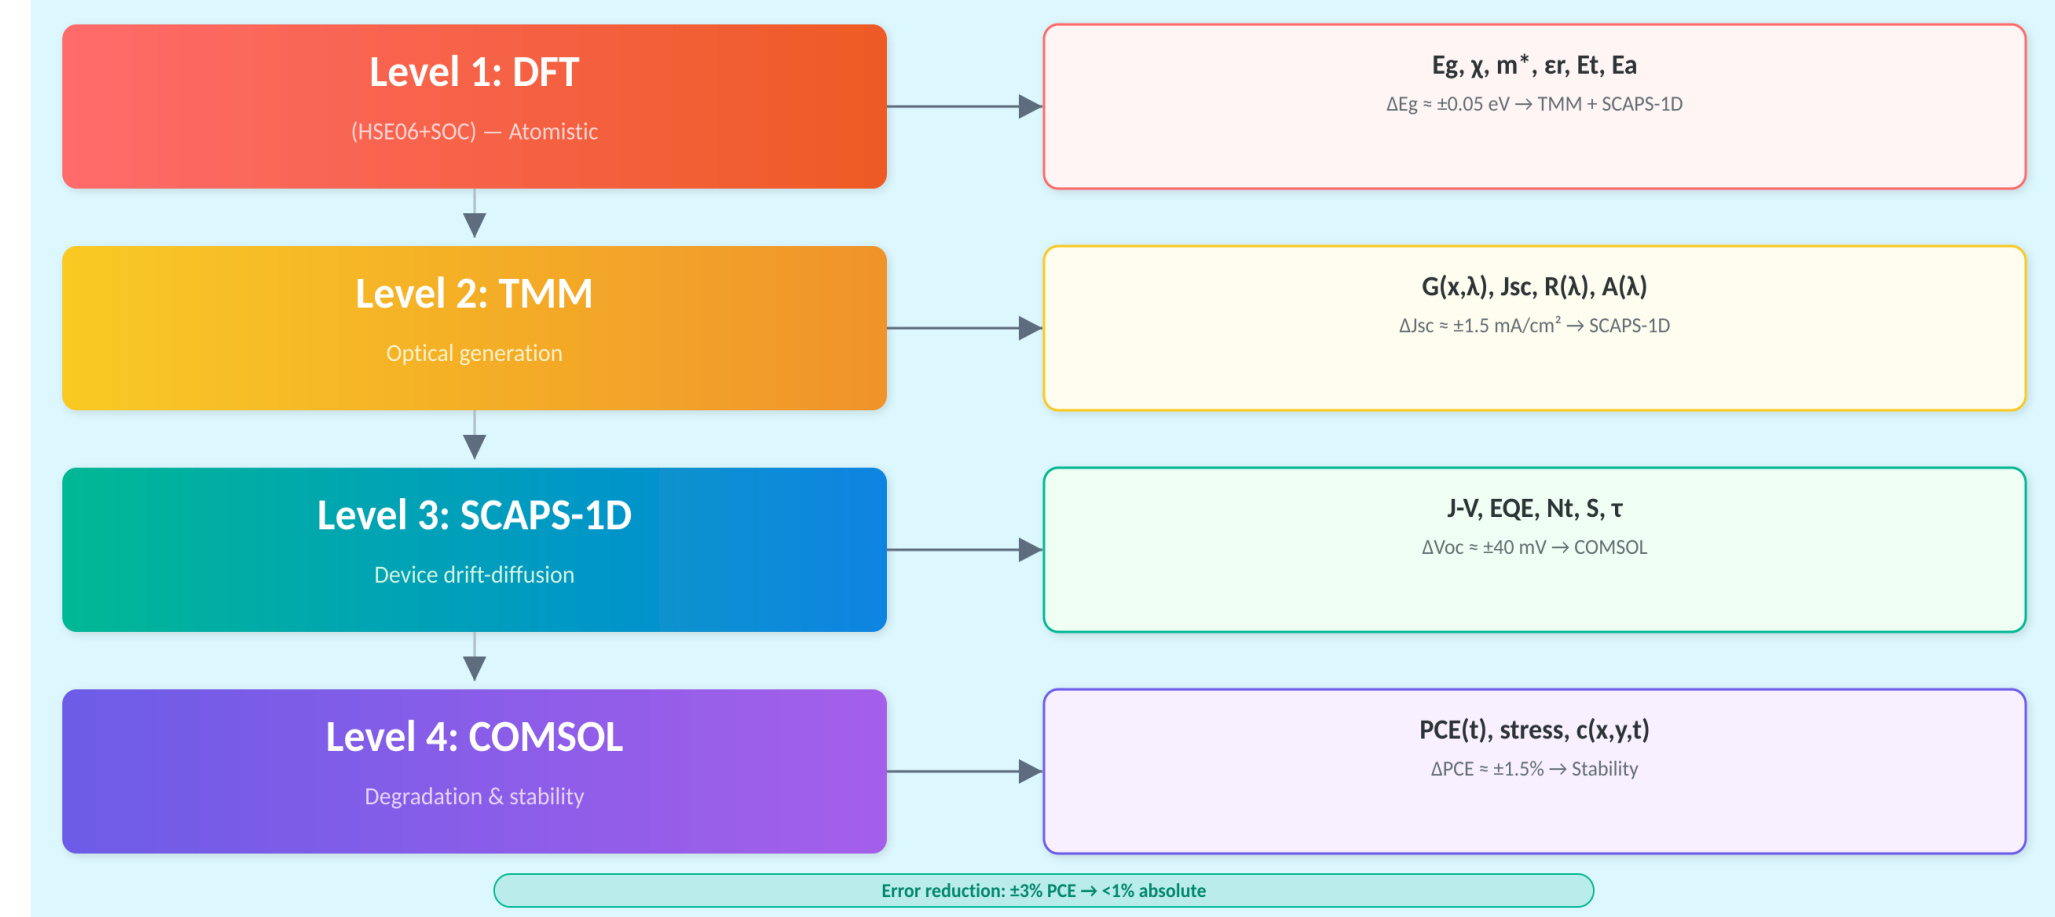 Level 1: DFT
(HSE06+SOC) — Atomistic
Eg, χ, m*, εr, Et, Ea
ΔEg ≈ ±0.05 eV → TMM + SCAPS-1D
Level 2: TMM
Optical generation
G(x,λ), Jsc, R(λ), A(λ)
ΔJsc ≈ ±1.5 mA/cm² → SCAPS-1D
Level 3: SCAPS-1D
Device drift-diffusion
J-V, EQE, Nt, S, τ
ΔVoc ≈ ±40 mV → COMSOL
Level 4: COMSOL
Degradation & stability
PCE(t), stress, c(x,y,t)
ΔPCE ≈ ±1.5% → Stability
Error reduction: ±3% PCE → <1% absolute